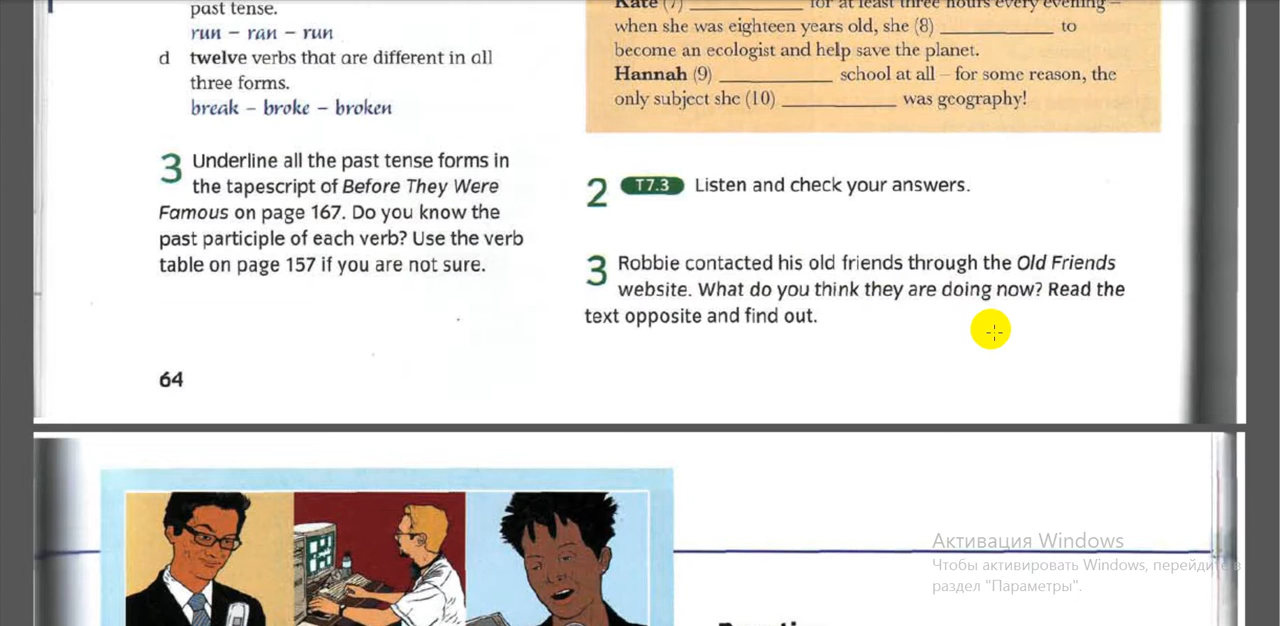 past tense.
run – ran – run
d twelve verbs that are different in all
three forms.
break – broke – broken
3 Underline all the past tense forms in
the tapescript of Before They Were
Famous on page 167. Do you know the
past participle of each verb? Use the verb
table on page 157 if you are not sure.
64
Kate (7) ____________ for at least three hours every evening –
when she was eighteen years old, she (8) ____________ to
become an ecologist and help save the planet.
Hannah (9) ____________ school at all – for some reason, the
only subject she (10) ____________ was geography!
2 T7.3 Listen and check your answers.
3 Robbie contacted his old friends through the Old Friends
website. What do you think they are doing now? Read the
text opposite and find out.
Активация Windows
Чтобы активировать Windows, перейдите в
раздел "Параметры".